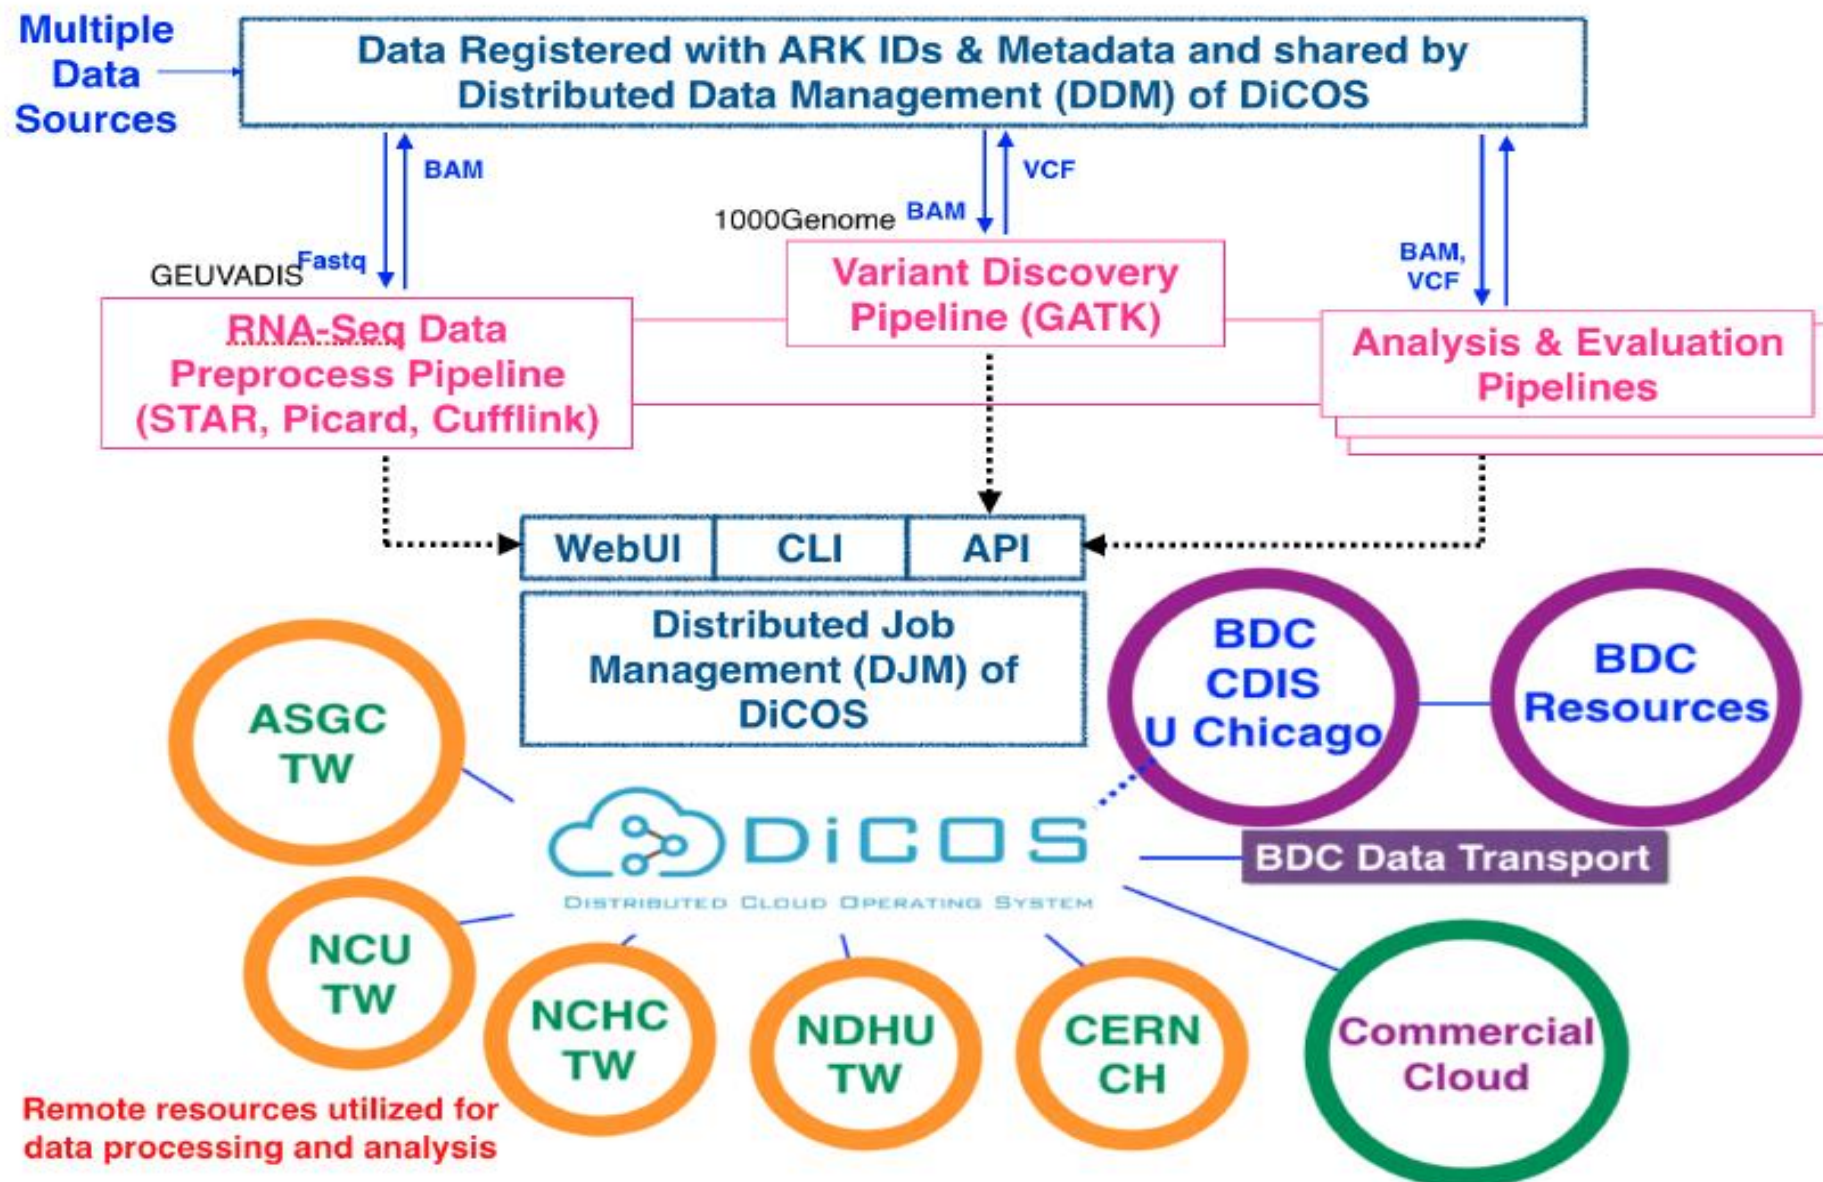 Multiple
Data
Sources
Data Registered with ARK IDs & Metadata and shared by
Distributed Data Management (DDM) of DiCOS
BAM
VCF
1000Genome
BAM
GEUVADIS
Fastq
BAM,
VCF
RNA-Seq Data
Preprocess Pipeline
(STAR, Picard, Cufflink)
Variant Discovery
Pipeline (GATK)
Analysis & Evaluation
Pipelines
WebUI
CLI
API
Distributed Job
Management (DJM) of
DiCOS
BDC
CDIS
U Chicago
BDC
Resources
ASGC
TW
DiCOS
DISTRIBUTED CLOUD OPERATING SYSTEM
BDC Data Transport
NCU
TW
NCHC
TW
NDHU
TW
CERN
CH
Commercial
Cloud
Remote resources utilized for
data processing and analysis